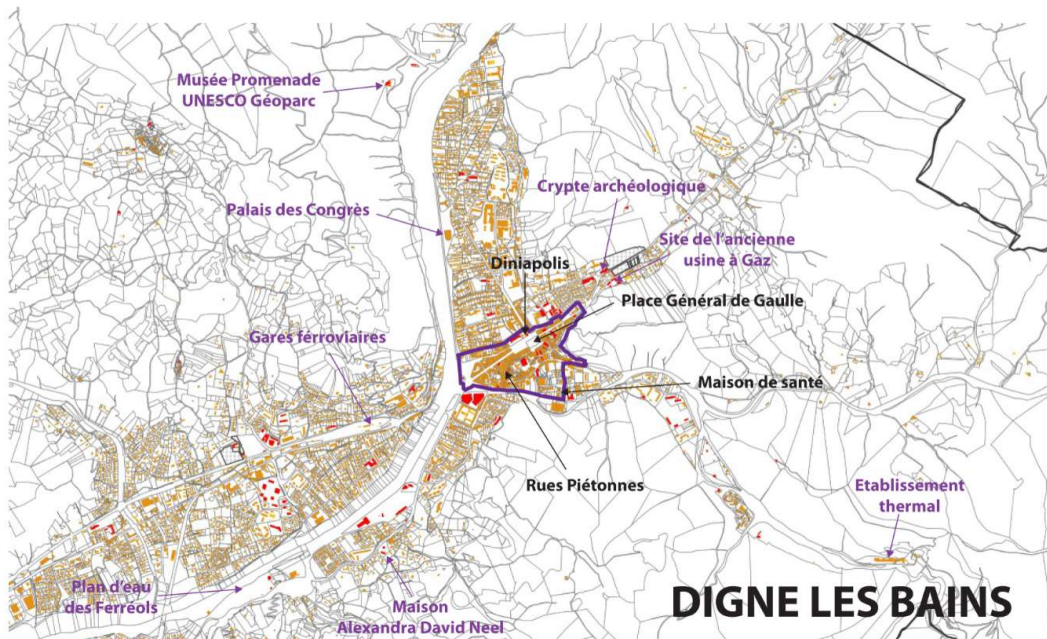 Musée Promenade
UNESCO Géoparc
Crypte archéologique
Palais des Congrès
Site de l'ancienne
usine à Gaz
Diniapolis
Place Général de Gaulle
Gares férroviaires
Maison de santé
Rues Piétonnes
Etablissement
thermal
Plan d'eau
des Ferréols
Maison
Alexandra David Neel
DIGNE LES BAINS